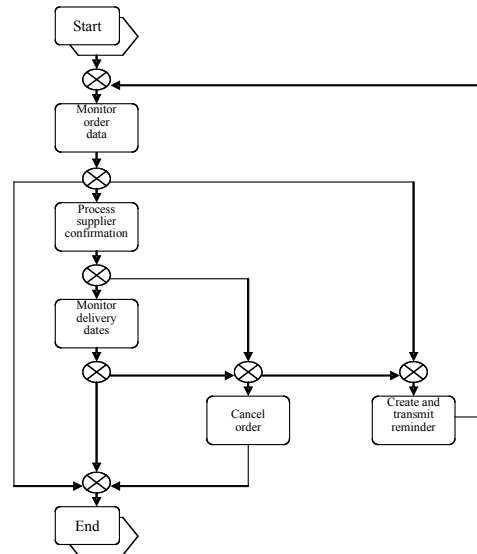 Start
Monitor
order
data
Process
supplier
confirmation
Monitor
delivery
dates
Cancel
order
Create and
transmit
reminder
End